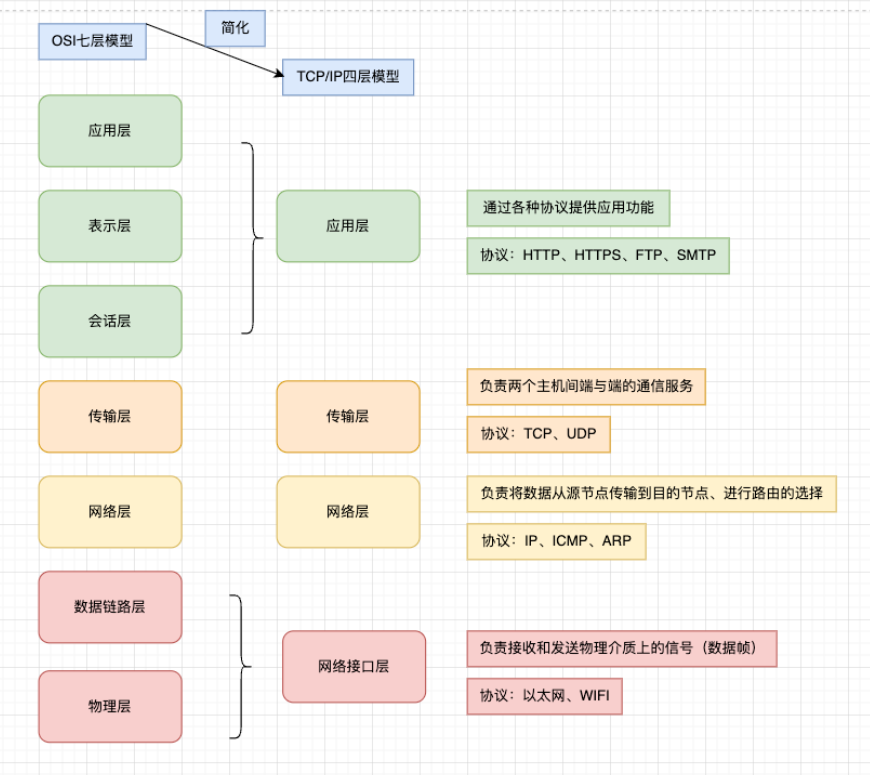 简化
OSI七层模型
TCP/IP四层模型
应用层
表示层
应用层
通过各种协议提供应用功能
协议：HTTP、HTTPS、FTP、SMTP
会话层
传输层
传输层
负责两个主机间端与端的通信服务
协议：TCP、UDP
网络层
网络层
负责将数据从源节点传输到目的节点、进行路由的选择
协议：IP、ICMP、ARP
数据链路层
网络接口层
负责接收和发送物理介质上的信号（数据帧）
协议：以太网、WIFI
物理层